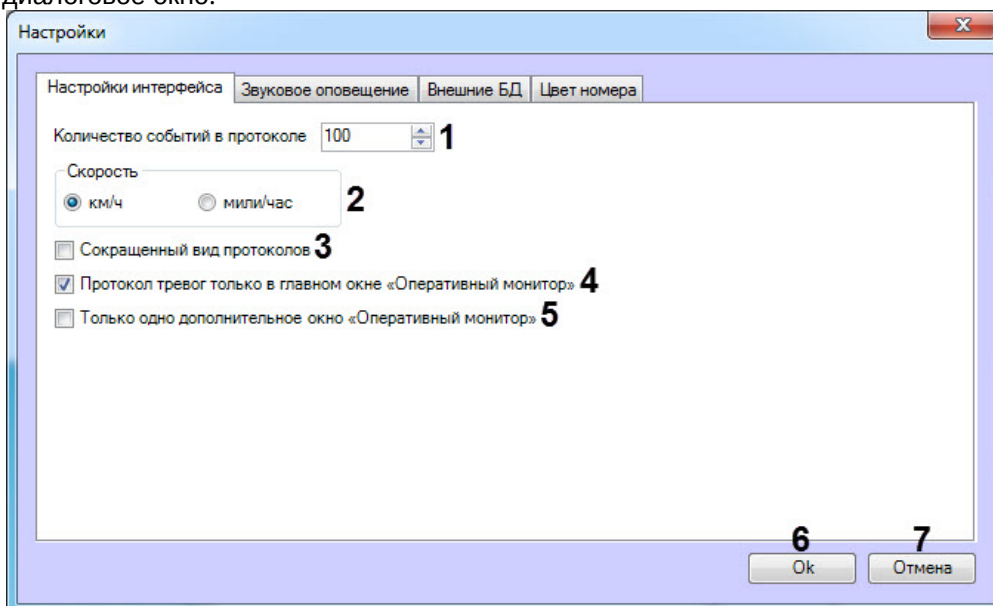 диалоговое окно.
Настройки
Настройки интерфейса Звуковое оповещение Внешние БД Цвет номера
Количество событий в протоколе 100 1
Скорость
км/ч мили/час 2
Сокращенный вид протоколов 3
Протокол тревог только в главном окне «Оперативный монитор» 4
Только одно дополнительное окно «Оперативный монитор» 5
6 7
Ok Отмена